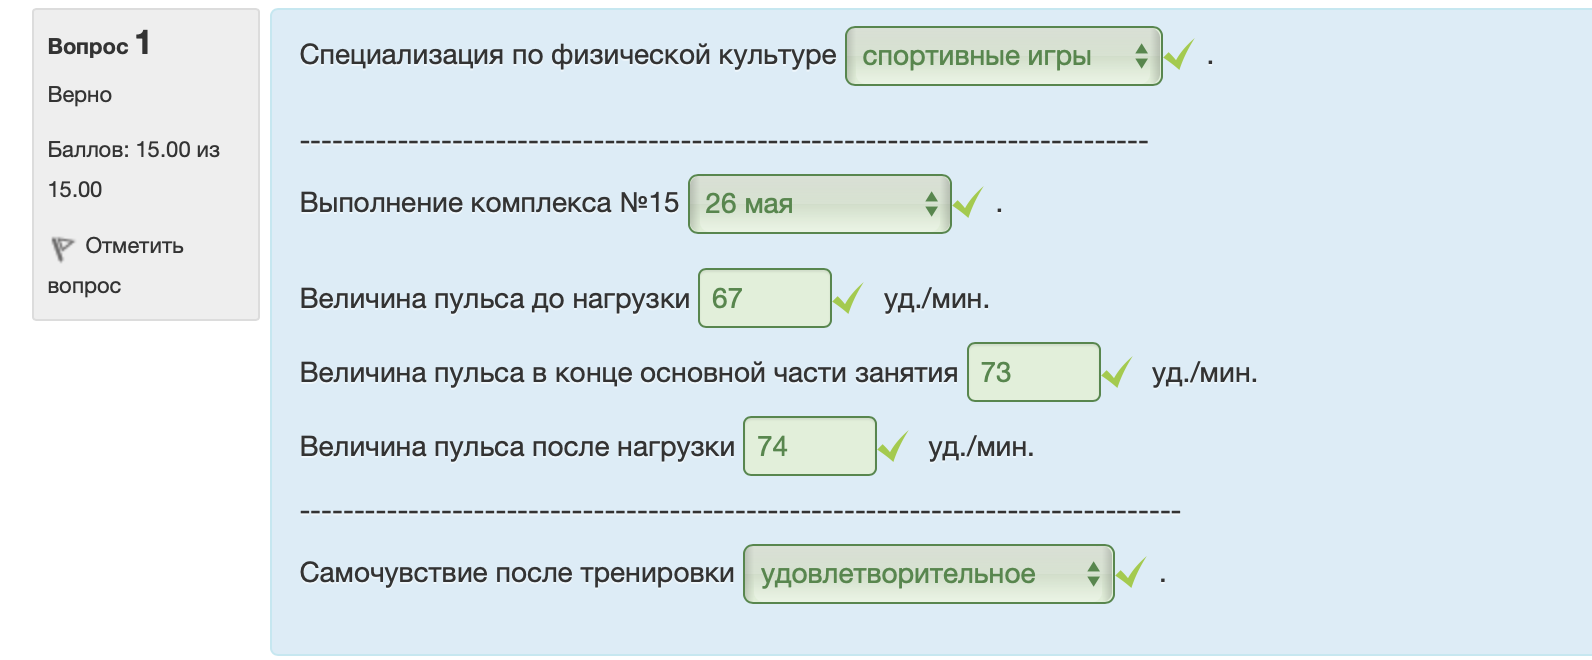 Вопрос 1
Верно
Баллов: 15.00 из
15.00
Отметить
вопрос
Специализация по физической культуре спортивные игры .
-------------------------------------------------------------------------------
Выполнение комплекса №15 26 мая .
Величина пульса до нагрузки 67 уд./мин.
Величина пульса в конце основной части занятия 73 уд./мин.
Величина пульса после нагрузки 74 уд./мин.
----------------------------------------------------------------------------------
Самочувствие после тренировки удовлетворительное .